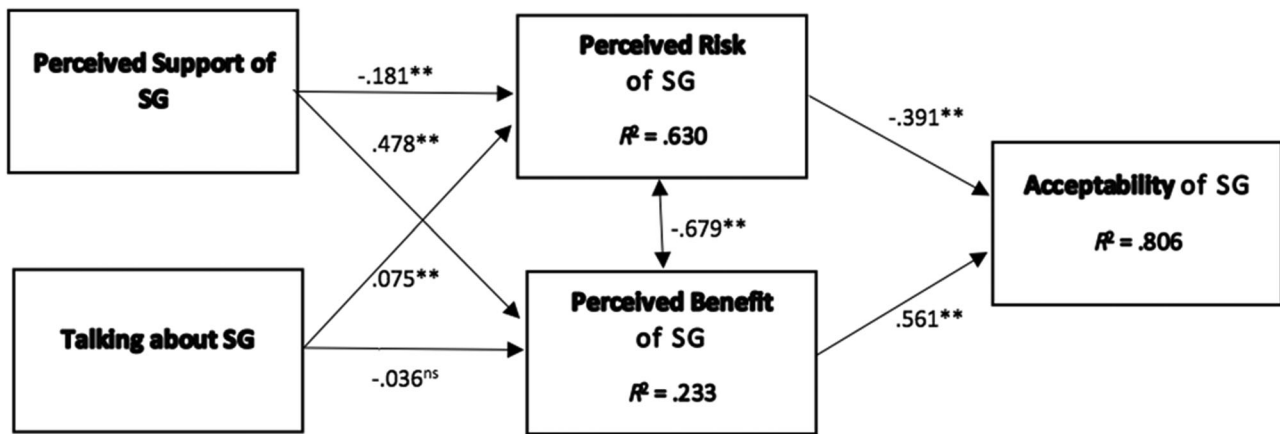 Perceived Support of
SG
-.181**
.478**
Perceived Risk
of SG
R² = .630
-.391**
Acceptability of SG
R² = .806
-.679**
Talking about SG
.075**
-.036ns
Perceived Benefit
of SG
R² = .233
.561**